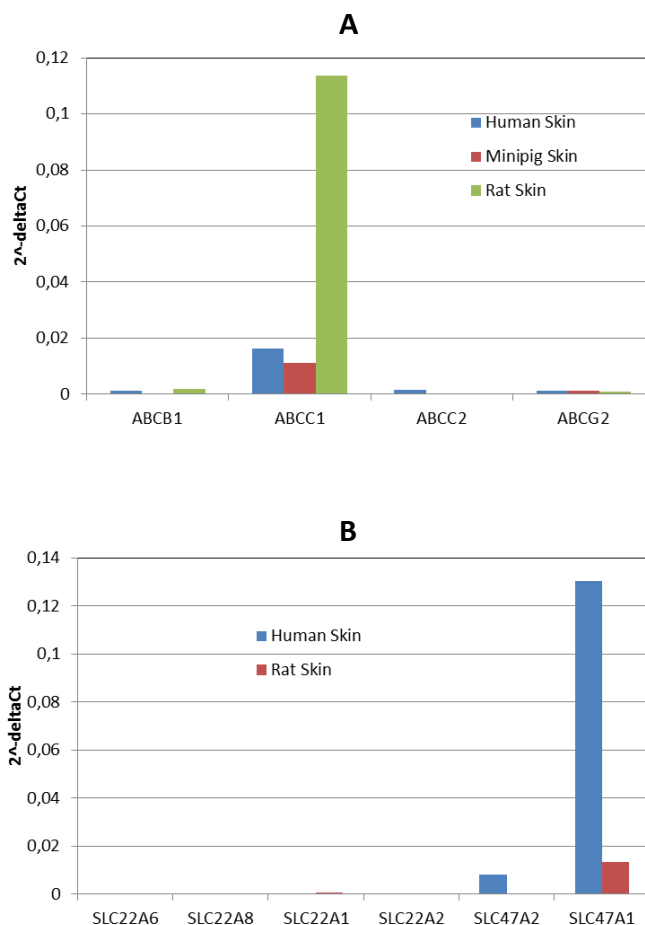 A
0,12
0,1
0,08
0,06
0,04
0,02
0
2^-deltaCt
Human Skin
Minipig Skin
Rat Skin
ABCB1 ABCC1 ABCC2 ABCG2
B
0,14
0,12
0,1
0,08
0,06
0,04
0,02
0
2^-deltaCt
Human Skin
Rat Skin
SLC22A6 SLC22A8 SLC22A1 SLC22A2 SLC47A2 SLC47A1